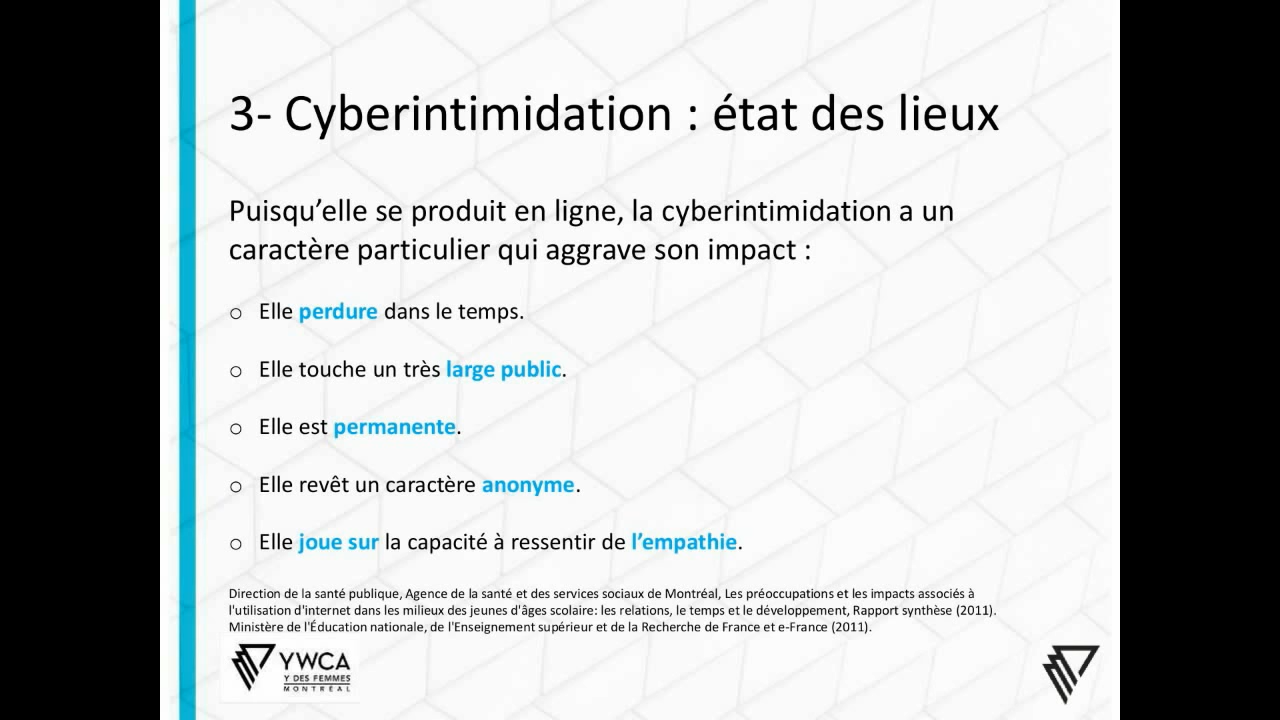 3- Cyberintimidation : état des lieux
Puisqu’elle se produit en ligne, la cyberintimidation a un
caractère particulier qui aggrave son impact :
o Elle perdure dans le temps.
o Elle touche un très large public.
o Elle est permanente.
o Elle revêt un caractère anonyme.
o Elle joue sur la capacité à ressentir de l’empathie.
Direction de la santé publique, Agence de la santé et des services sociaux de Montréal, Les préoccupations et les impacts associés à
l'utilisation d'internet dans les milieux des jeunes d'âges scolaire: les relations, le temps et le développement, Rapport synthèse (2011).
Ministère de l'Éducation nationale, de l'Enseignement supérieur et de la Recherche de France et e-France (2011).
YWCA
Y DES FEMMES
MONTRÉAL